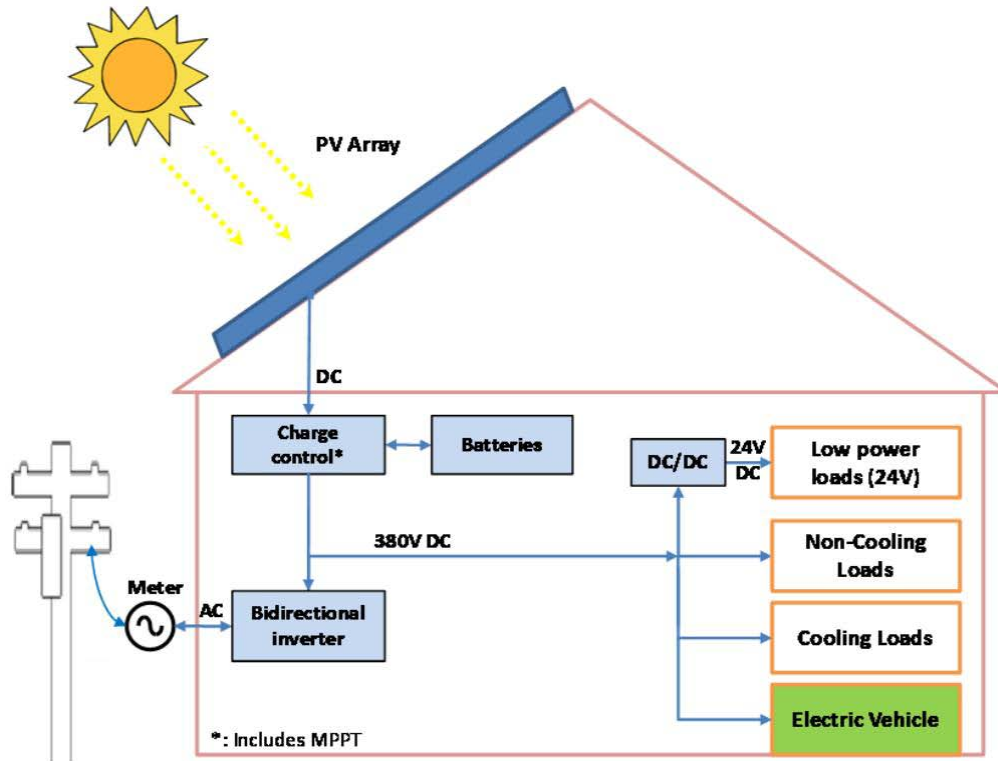 PV Array
DC
Charge
control*
Batteries
DC/DC
24V
DC
Low power
loads (24V)
380V DC
Non-Cooling
Loads
Meter
AC
Bidirectional
inverter
Cooling Loads
Electric Vehicle
*: Includes MPPT